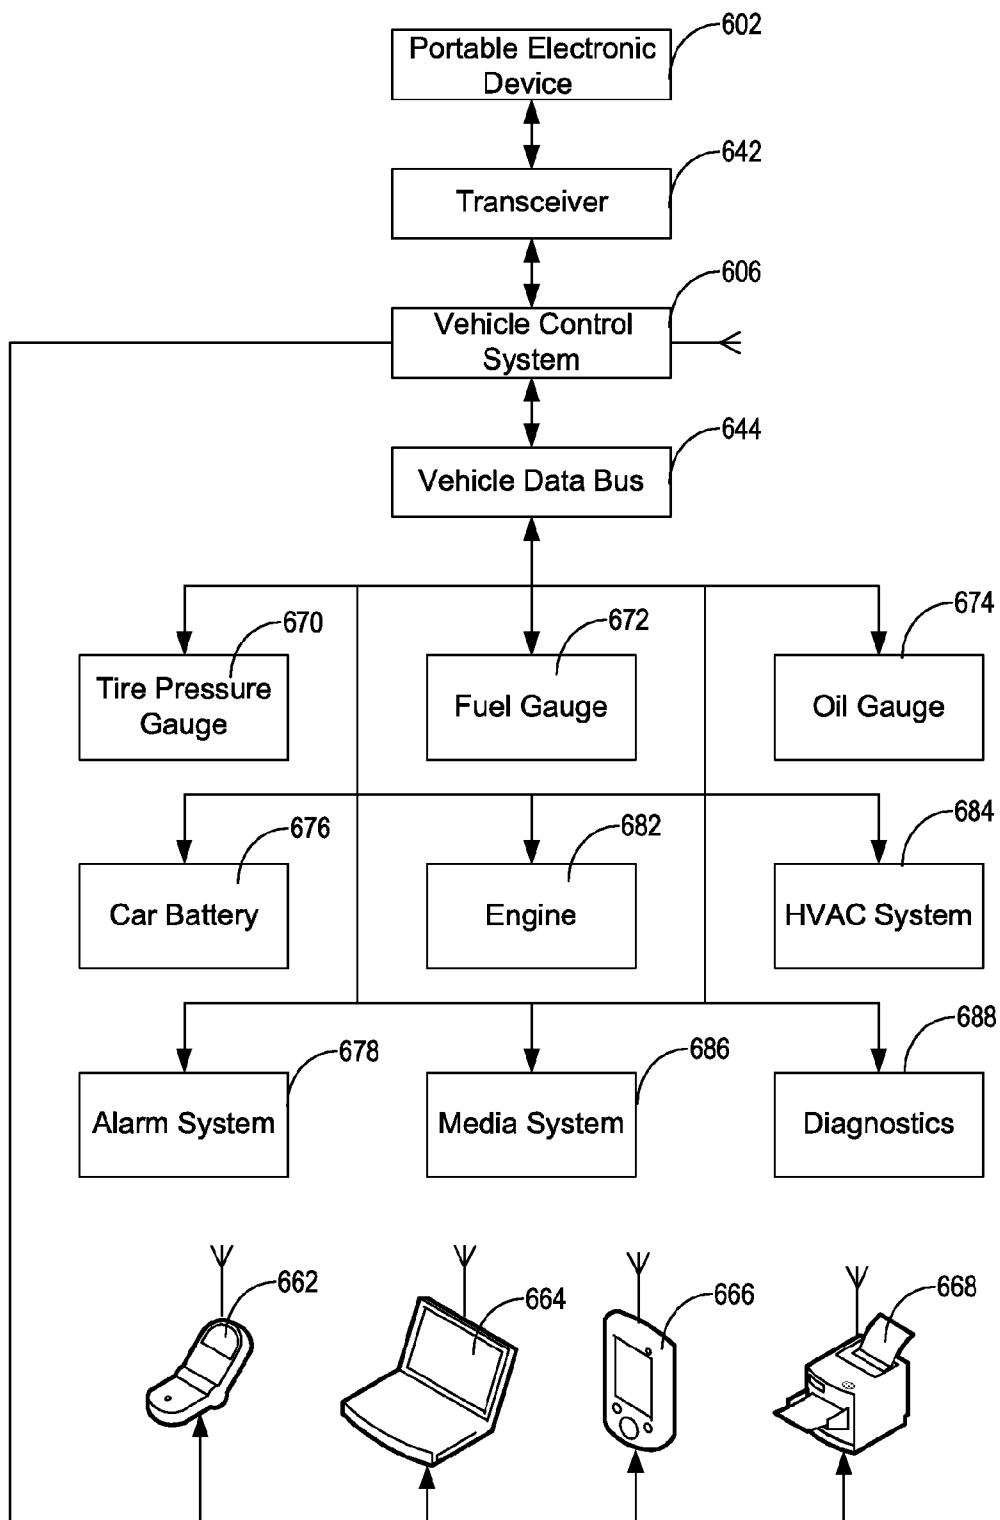 602
Portable Electronic
Device
642
Transceiver
606
Vehicle Control
System
644
Vehicle Data Bus
670
672
674
Tire Pressure
Gauge
Fuel Gauge
Oil Gauge
676
682
684
Car Battery
Engine
HVAC System
678
686
688
Alarm System
Media System
Diagnostics
662
664
666
668